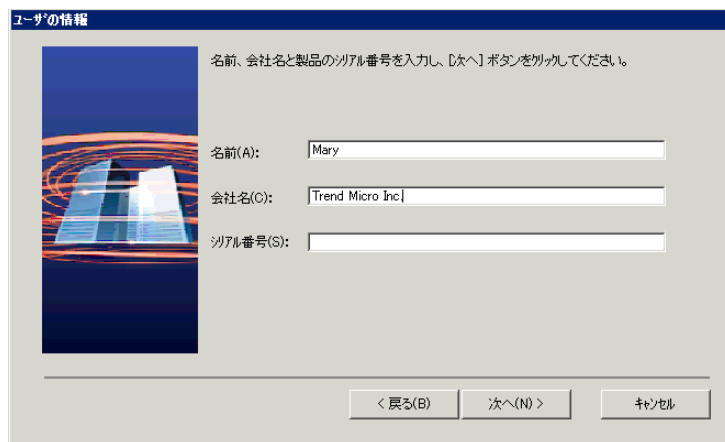 ユーザの情報
名前、会社名と製品のシリアル番号を入力し、[次へ] ボタンをクリックしてください。
名前(A): Mary
会社名(C): Trend Micro Inc.
シリアル番号(S):
< 戻る(B) 次へ(N) > キャンセル